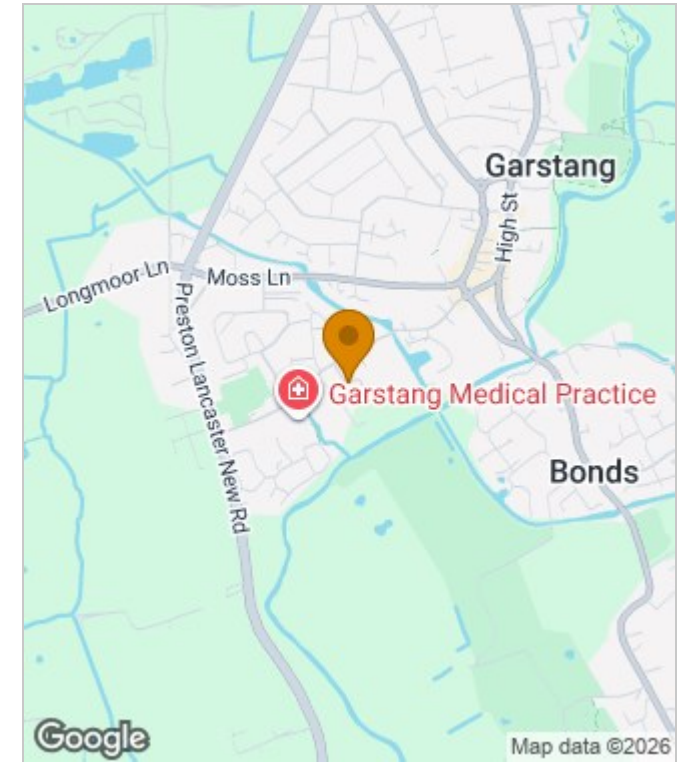 Garstang
High St
Longmoor Ln
Moss Ln
Preston Lancaster New Rd
Garstang Medical Practice
Bonds
Google
Map data ©2026